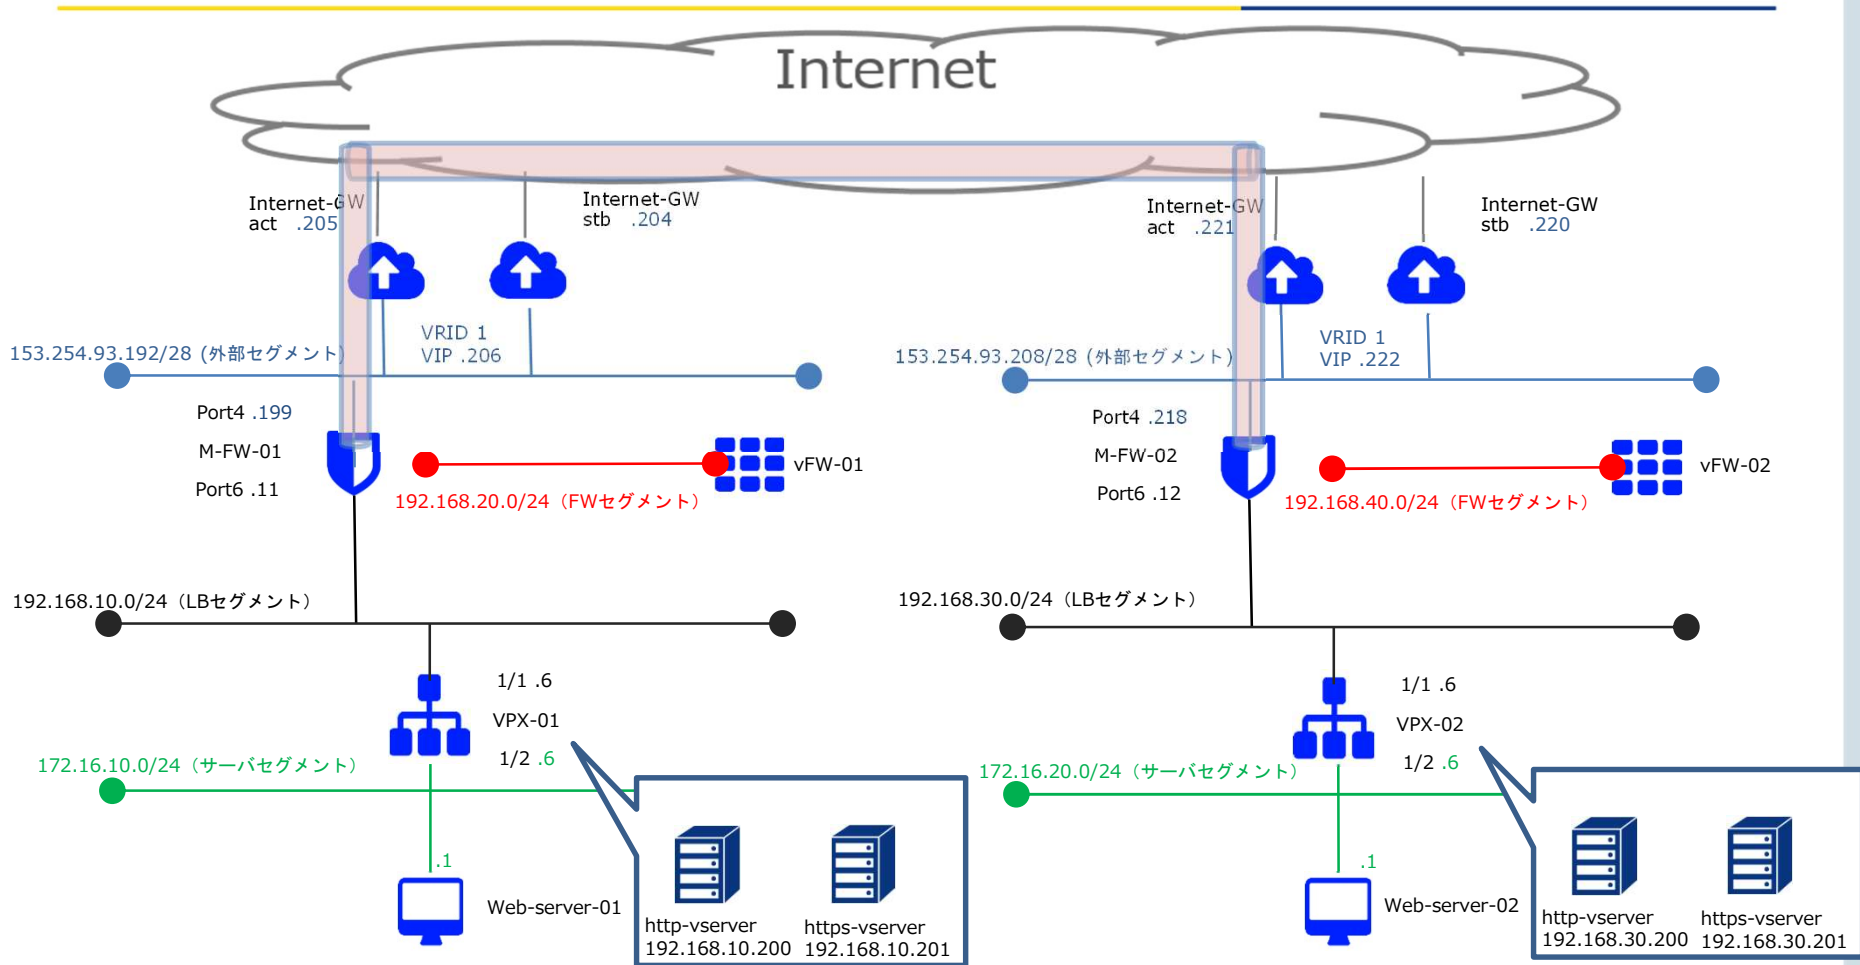 Internet
Internet-GW
act .205
Internet-GW
stb .204
Internet-GW
act .221
Internet-GW
stb .220
VRID 1
VIP .206
VRID 1
VIP .222
153.254.93.192/28 (外部セグメント)
153.254.93.208/28 (外部セグメント)
Port4 .199
M-FW-01
Port6 .11
vFW-01
192.168.20.0/24（FWセグメント）
Port4 .218
M-FW-02
Port6 .12
vFW-02
192.168.40.0/24（FWセグメント）
192.168.10.0/24（LBセグメント）
192.168.30.0/24（LBセグメント）
1/1 .6
VPX-01
1/2 .6
1/1 .6
VPX-02
1/2 .6
172.16.10.0/24（サーバセグメント）
172.16.20.0/24（サーバセグメント）
.1
Web-server-01
http-vserver
192.168.10.200
https-vserver
192.168.10.201
.1
Web-server-02
http-vserver
192.168.30.200
https-vserver
192.168.30.201